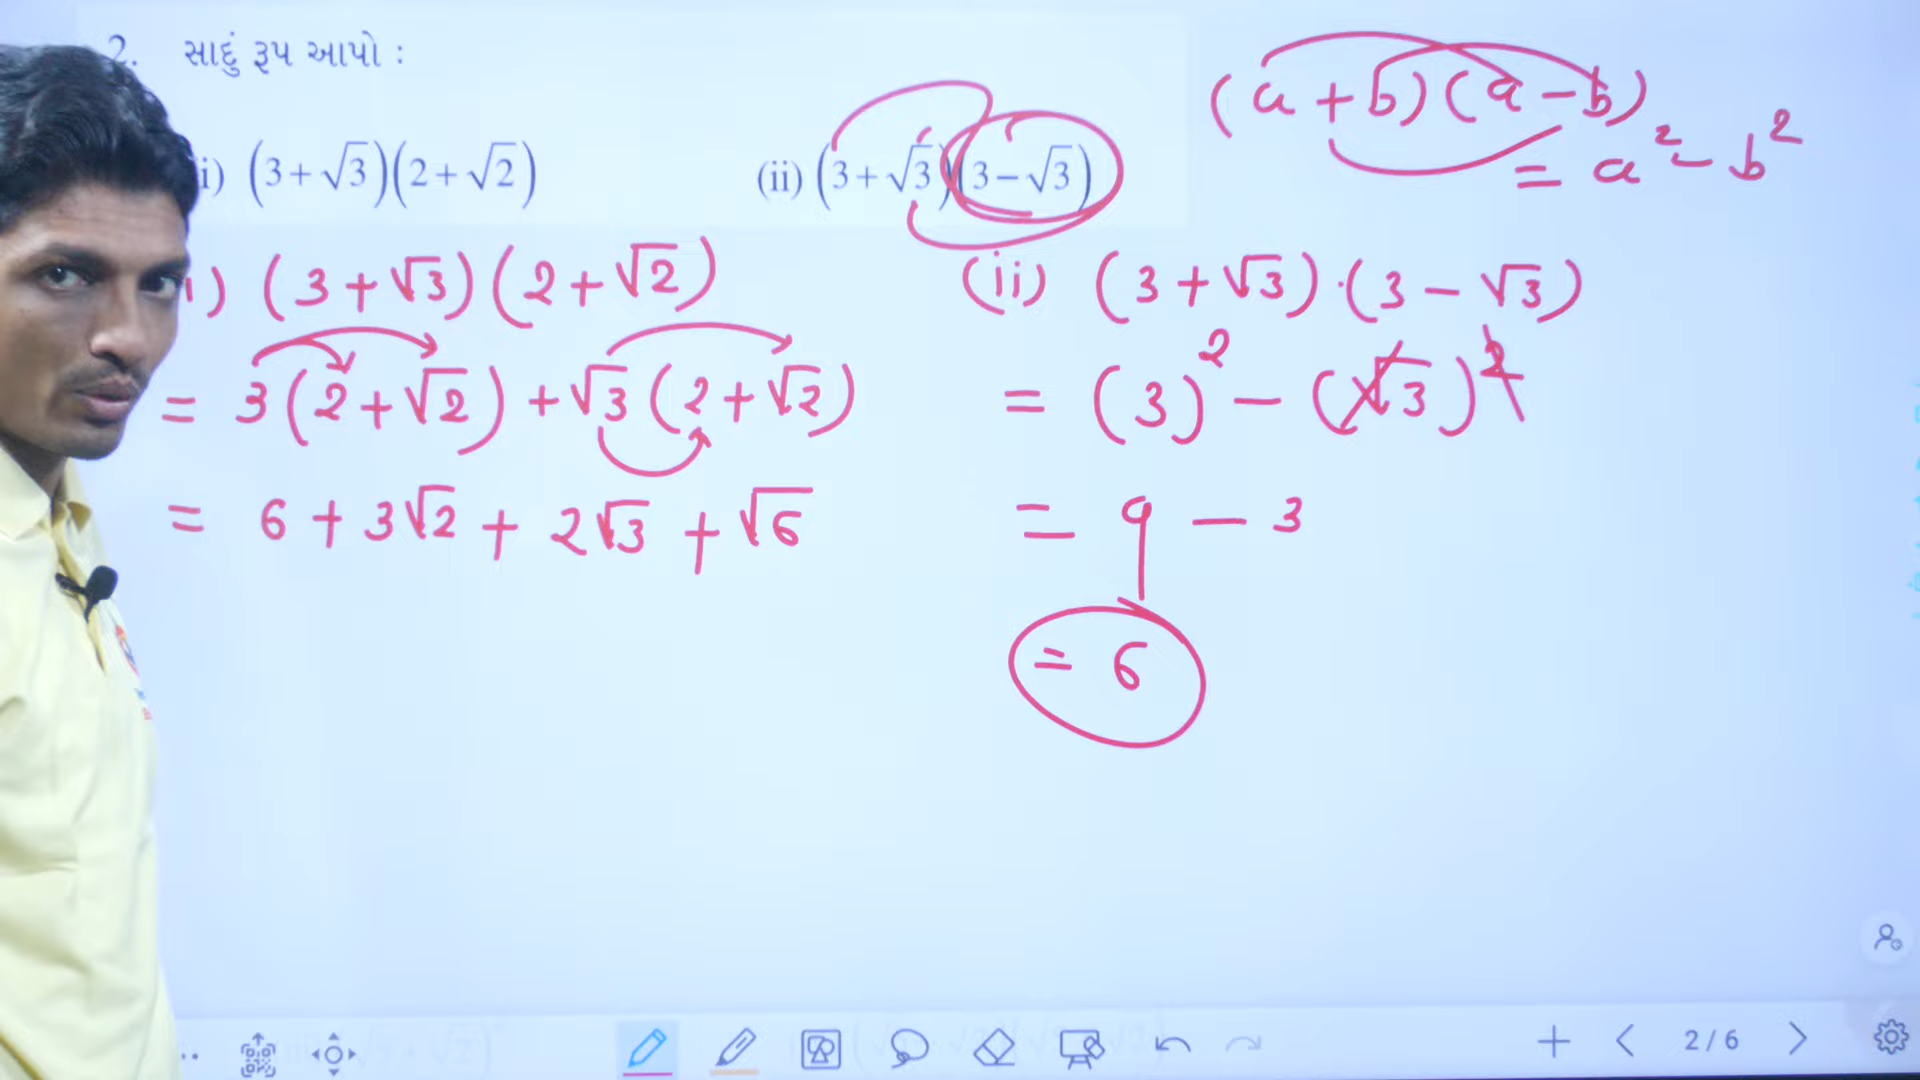 2. સાદું રૂપ આપો :
i) (3+√3)(2+√2) (ii) (3+√3)(3−√3)
(a+b)(a−b)
= a² − b²
i) (3+√3)(2+√2)
= 3(2+√2) + √3(2+√2)
= 6 + 3√2 + 2√3 + √6
(ii) (3+√3)·(3−√3)
= (3)² − (√3)²
= 9 − 3
= 6
2/6